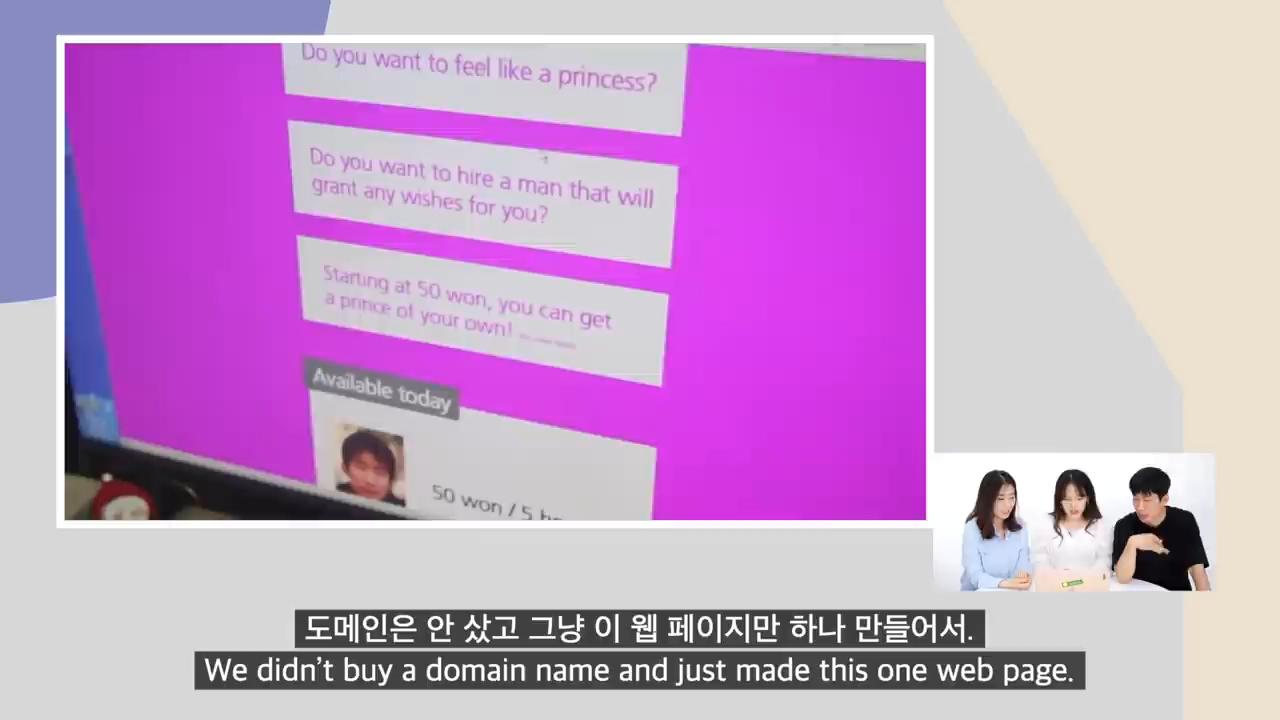 Do you want to feel like a princess?
Do you want to hire a man that will
grant any wishes for you?
Starting at 50 won, you can get
a prince of your own!
Available today
50 won / 5
도메인은 안 샀고 그냥 이 웹 페이지만 하나 만들어서.
We didn't buy a domain name and just made this one web page.